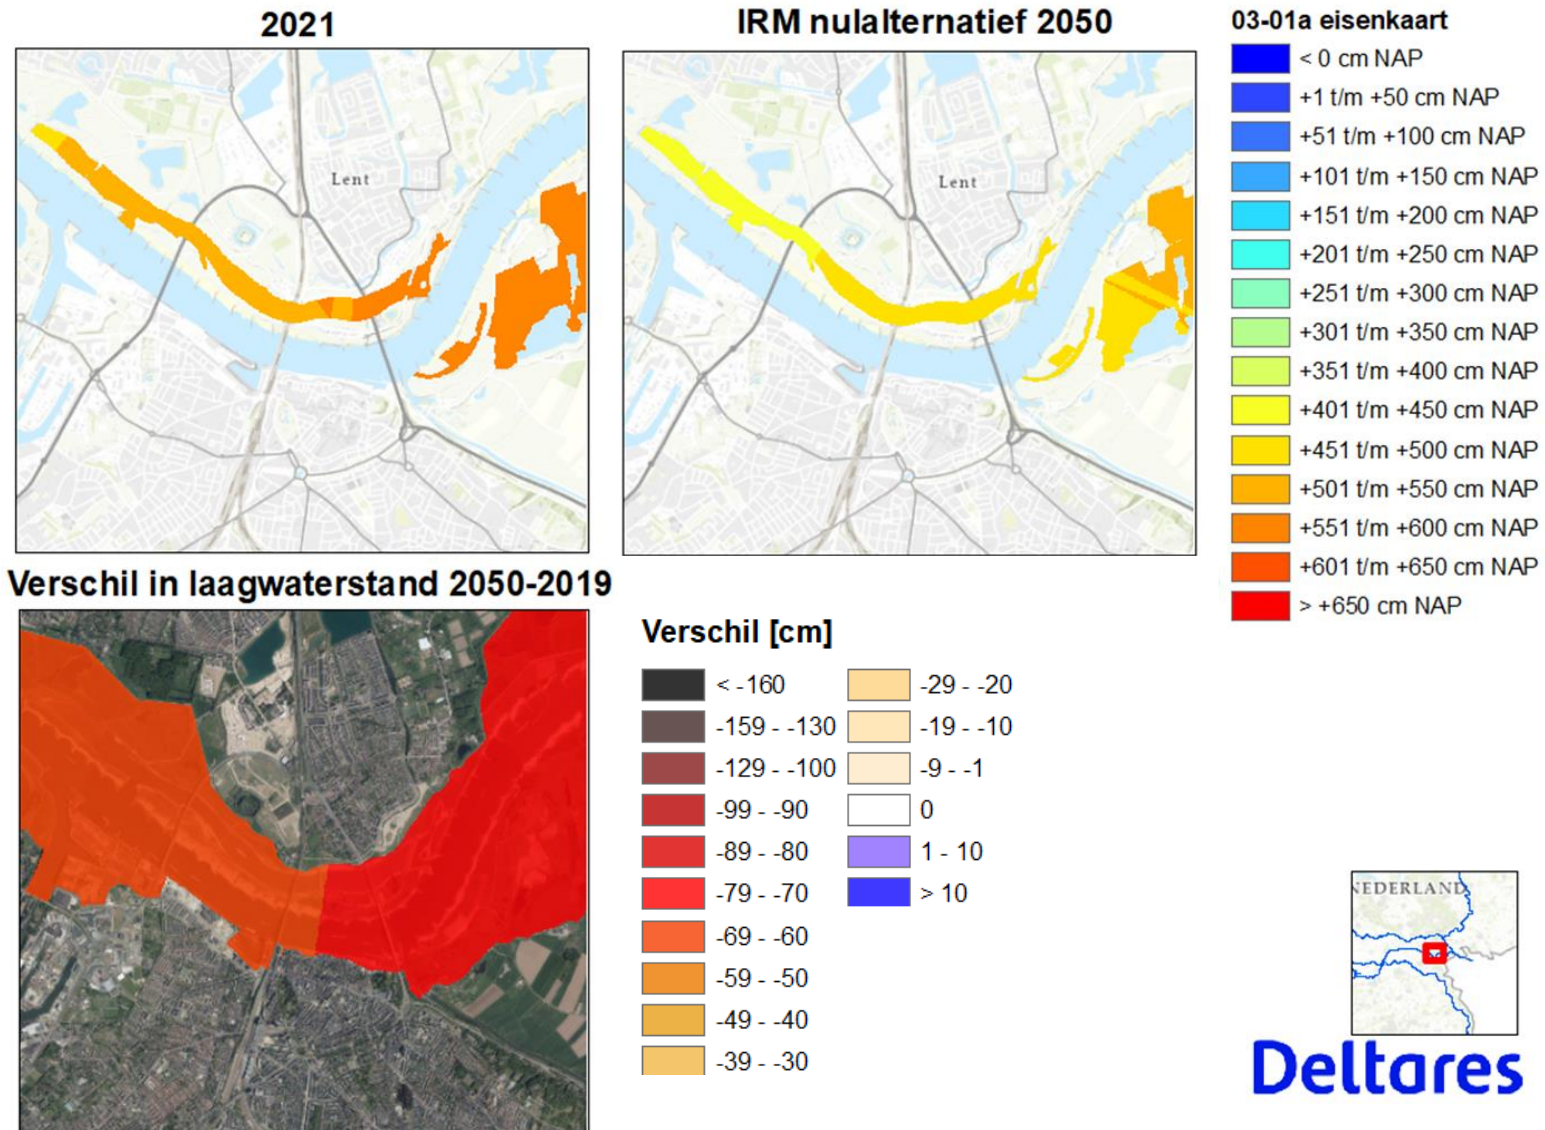 2021
IRM nulalternatief 2050
Lent
Lent
03-01a eisenkaart
< 0 cm NAP
+1 t/m +50 cm NAP
+51 t/m +100 cm NAP
+101 t/m +150 cm NAP
+151 t/m +200 cm NAP
+201 t/m +250 cm NAP
+251 t/m +300 cm NAP
+301 t/m +350 cm NAP
+351 t/m +400 cm NAP
+401 t/m +450 cm NAP
+451 t/m +500 cm NAP
+501 t/m +550 cm NAP
+551 t/m +600 cm NAP
+601 t/m +650 cm NAP
> +650 cm NAP
Verschil in laagwaterstand 2050-2019
Verschil [cm]
< -160
-159 - -130
-129 - -100
-99 - -90
-89 - -80
-79 - -70
-69 - -60
-59 - -50
-49 - -40
-39 - -30
-29 - -20
-19 - -10
-9 - -1
0
1 - 10
> 10
NEDERLAND
Deltares